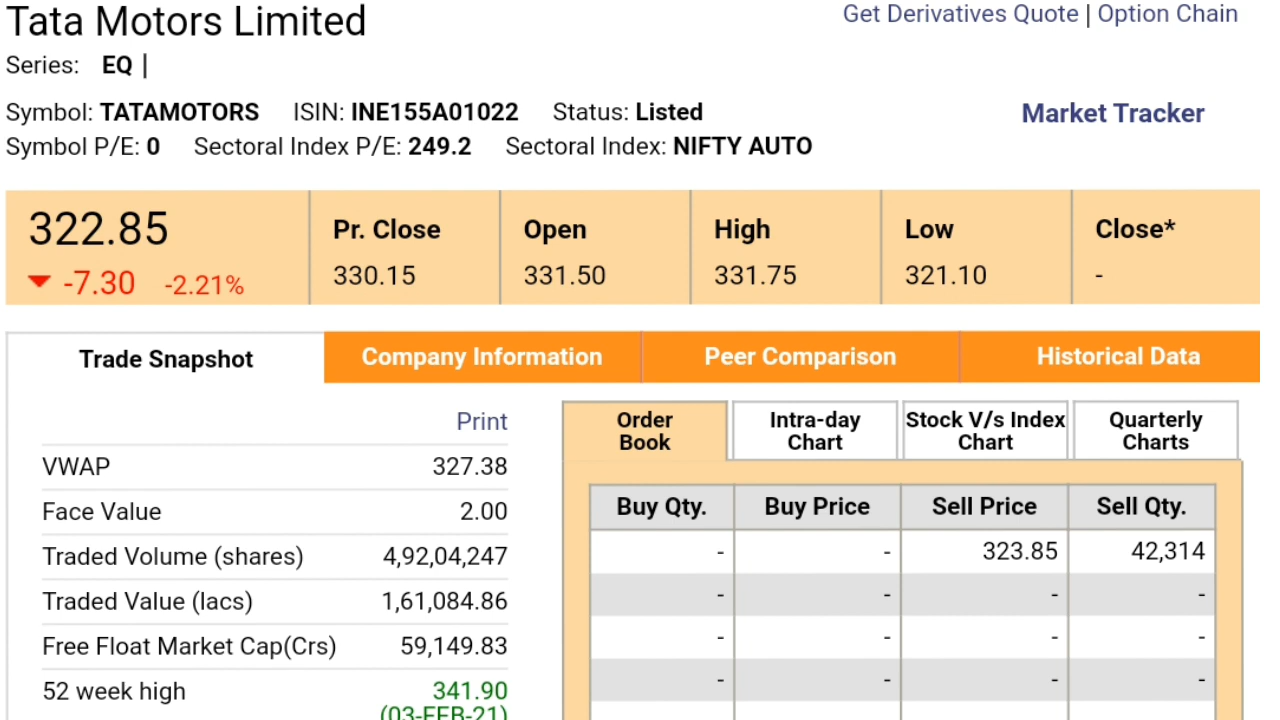 Tata Motors Limited
Get Derivatives Quote | Option Chain
Series: EQ |
Symbol: TATAMOTORS ISIN: INE155A01022 Status: Listed
Market Tracker
Symbol P/E: 0 Sectoral Index P/E: 249.2 Sectoral Index: NIFTY AUTO
322.85
-7.30 -2.21%
Pr. Close
330.15
Open
331.50
High
331.75
Low
321.10
Close*
-
Trade Snapshot Company Information Peer Comparison Historical Data
Print
VWAP 327.38
Face Value 2.00
Traded Volume (shares) 4,92,04,247
Traded Value (lacs) 1,61,084.86
Free Float Market Cap(Crs) 59,149.83
52 week high 341.90
(03-FEB-21)
Order
Book
Intra-day
Chart
Stock V/s Index
Chart
Quarterly
Charts
Buy Qty. Buy Price Sell Price Sell Qty.
- - 323.85 42,314
- - - -
- - - -
- - - -